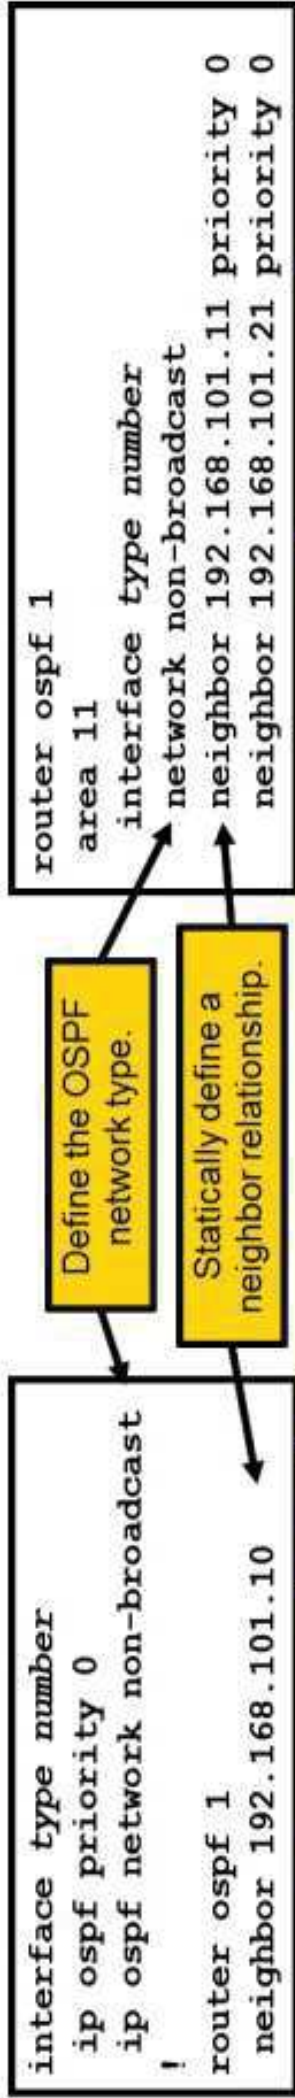 interface type number
ip ospf priority 0
ip ospf network non-broadcast
!
router ospf 1
neighbor 192.168.101.10
Define the OSPF
network type.
Statically define a
neighbor relationship.
router ospf 1
area 11
interface type number
network non-broadcast
neighbor 192.168.101.11 priority 0
neighbor 192.168.101.21 priority 0